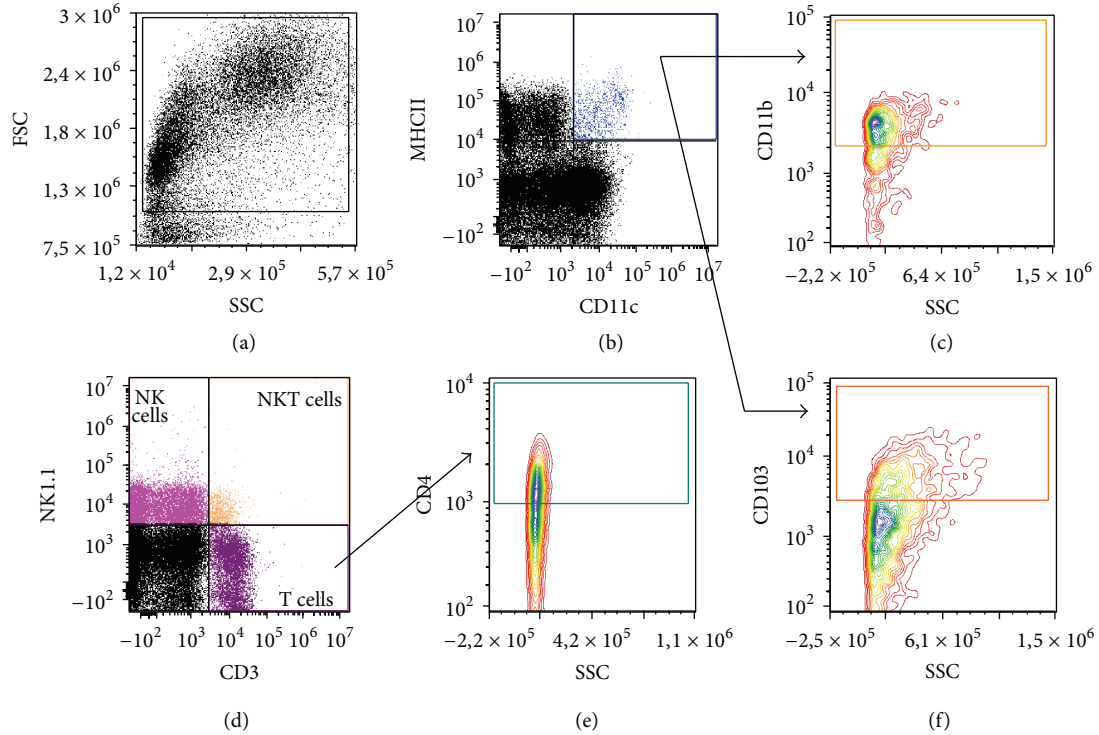 3 × 10⁶
2,4 × 10⁶
1,8 × 10⁶
1,3 × 10⁶
7,5 × 10⁵
FSC
1,2 × 10⁴ 2,9 × 10⁵ 5,7 × 10⁵
SSC
(a)
10⁷
10⁶
10⁵
10⁴
10³
−10²
MHCII
−10² 10³ 10⁴ 10⁶ 10⁷
CD11c
(b)
10⁵
10⁴
10³
10²
CD11b
−2,2 × 10⁵ 6,4 × 10⁵ 1,5 × 10⁶
SSC
(c)
10⁷
10⁶
10⁵
10⁴
10³
−10²
NK1.1
NK
cells
NKT cells
T cells
−10² 10³ 10⁴ 10⁵ 10⁶ 10⁷
CD3
(d)
10⁴
10³
10²
CD4
−2,2 × 10⁵ 4,2 × 10⁵ 1,1 × 10⁶
SSC
(e)
10⁵
10⁴
10³
10²
CD103
−2,5 × 10⁵ 6,1 × 10⁵ 1,5 × 10⁶
SSC
(f)